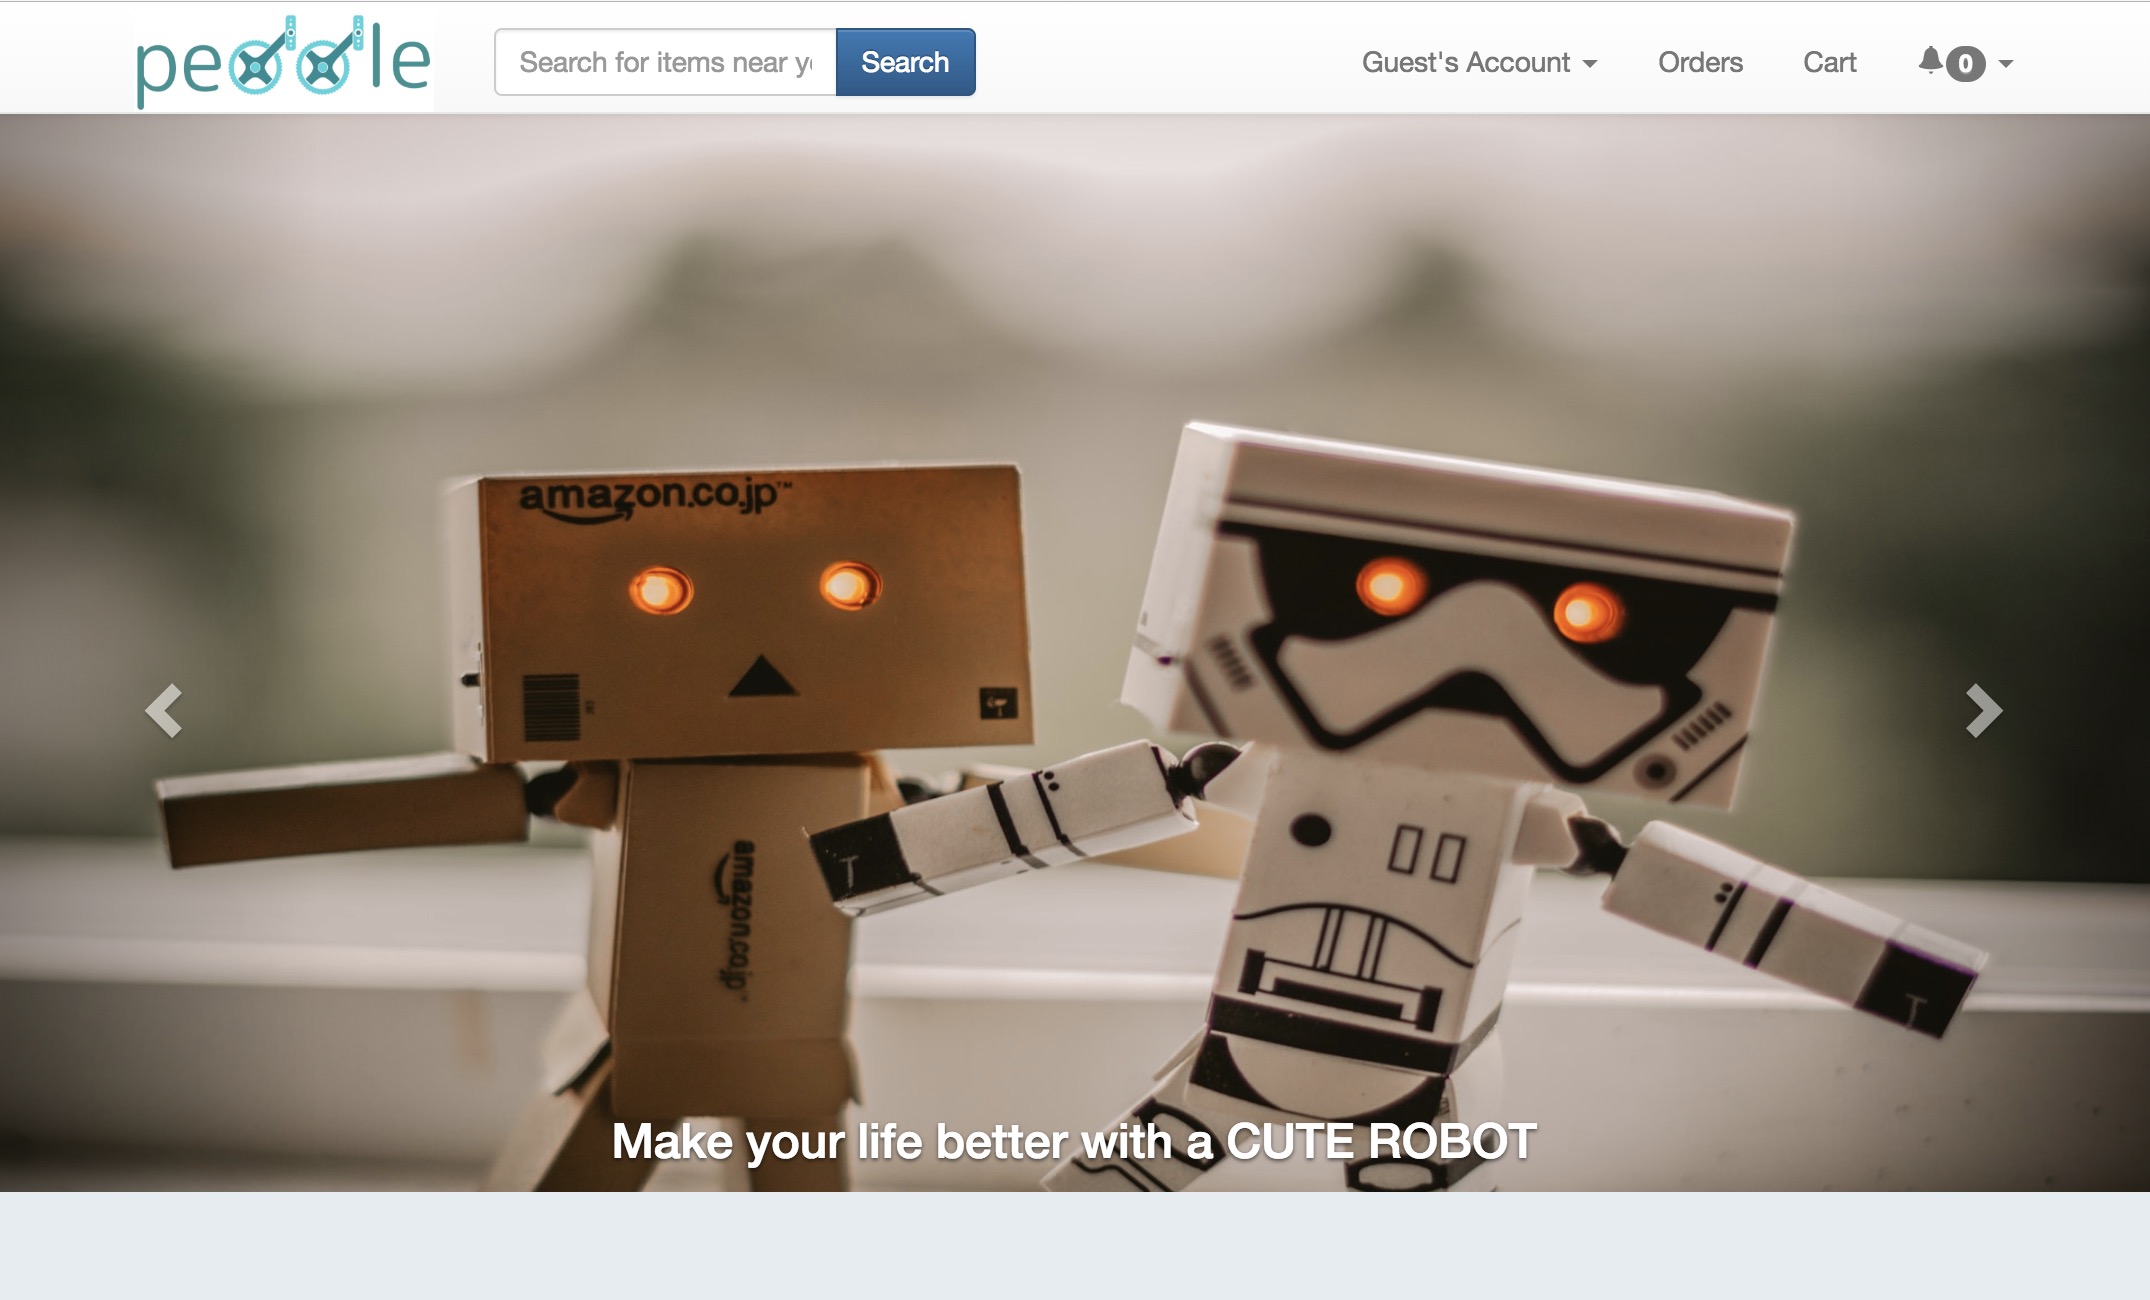 peddle
Search for items near y
Search
Guest's Account
Orders
Cart
0
amazon.co.jp™
amazon.co.jp
T
T
Make your life better with a CUTE ROBOT